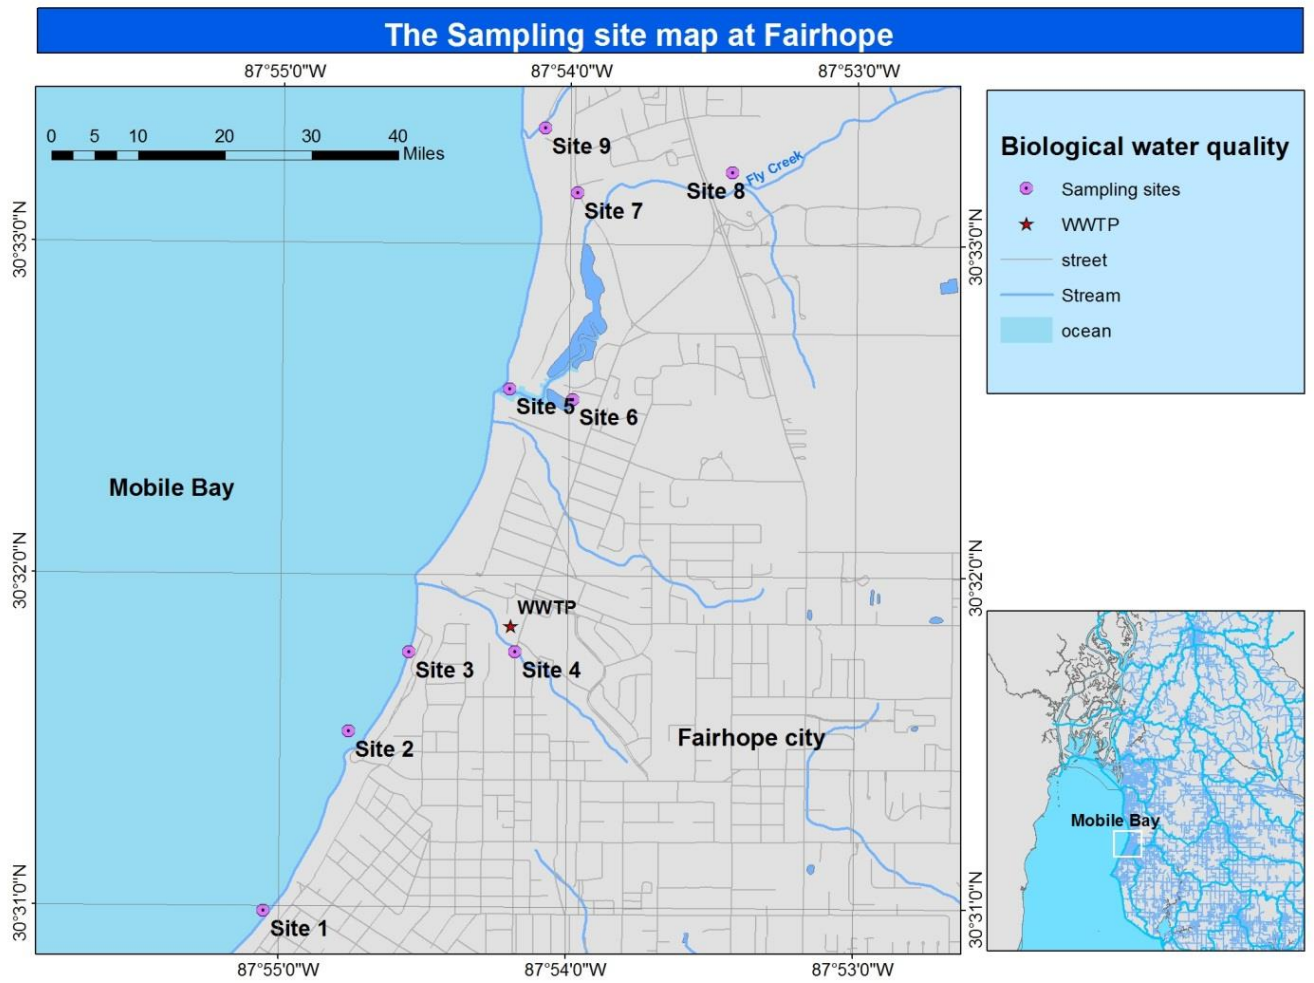 The Sampling site map at Fairhope
87°55'0"W
87°54'0"W
87°53'0"W
0 5 10 20 30 40
Miles
Site 9
Fly Creek
Site 8
Site 7
30°33'0"N
30°33'0"N
Site 5
Site 6
Mobile Bay
30°32'0"N
30°32'0"N
WWTP
Site 3
Site 4
Site 2
Fairhope city
30°31'0"N
30°31'0"N
Site 1
87°55'0"W
87°54'0"W
87°53'0"W
Biological water quality
Sampling sites
WWTP
street
Stream
ocean
Mobile Bay